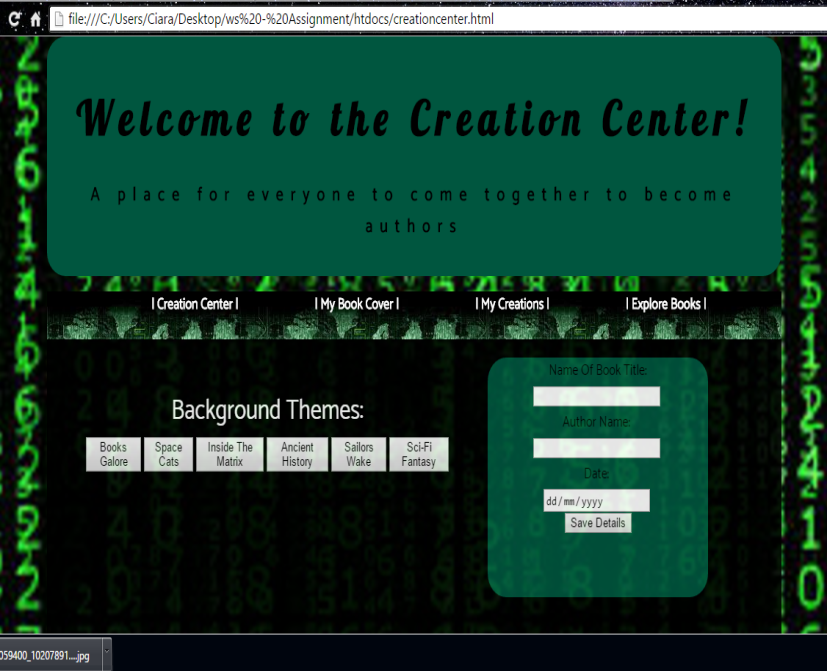 file:///C:/Users/Ciara/Desktop/ws%20-%20Assignment/htdocs/creationcenter.html
Welcome to the Creation Center!
A place for everyone to come together to become
authors
| Creation Center |
| My Book Cover |
| My Creations |
| Explore Books |
Background Themes:
Books
Galore
Space
Cats
Inside The
Matrix
Ancient
History
Sailors
Wake
Sci-Fi
Fantasy
Name Of Book Title:
Author Name:
Date:
dd/mm/yyyy
Save Details
059400_10207891....jpg